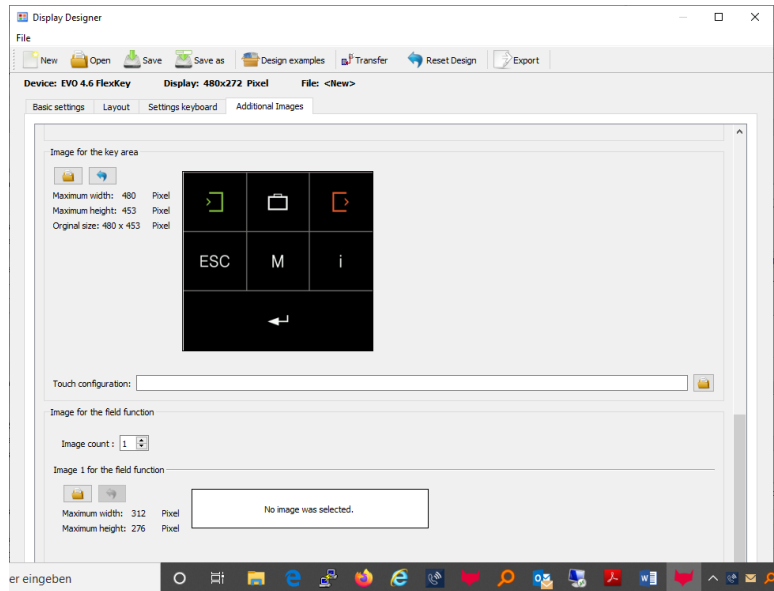 Display Designer
File
New Open Save Save as Design examples Transfer Reset Design Export
Device: EVO 4.6 FlexKey Display: 480x272 Pixel File: <New>
Basic settings Layout Settings keyboard Additional Images
Image for the key area
Maximum width: 480 Pixel
Maximum height: 453 Pixel
Orginal size: 480 x 453 Pixel
ESC M i
Touch configuration:
Image for the field function
Image count : 1
Image 1 for the field function
Maximum width: 312 Pixel
Maximum height: 276 Pixel
No image was selected.
er eingeben